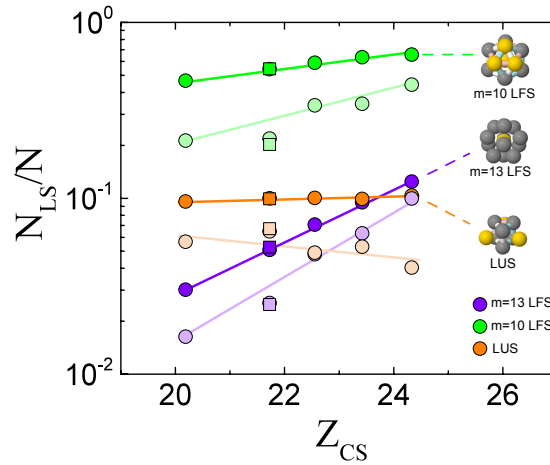 10⁰
m=10 LFS
N_LS/N
m=13 LFS
10⁻¹
LUS
m=13 LFS
m=10 LFS
LUS
10⁻²
20 22 24 26
Z_CS